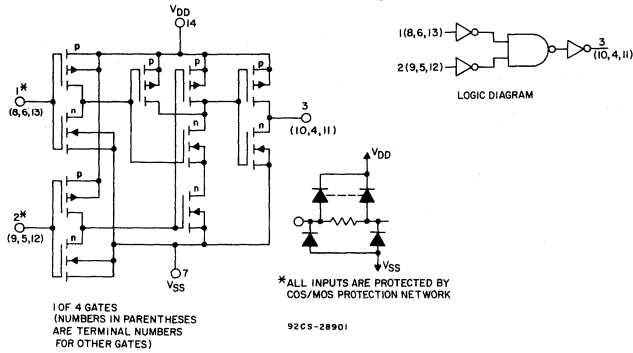 VDD
14
p
p
p
p
1*
(8,6,13)
n
n
n
3
(10,4,11)
p
n
2*
(9,5,12)
n
7
VSS
1(8,6,13)
2(9,5,12)
3
(10,4,11)
LOGIC DIAGRAM
VDD
VSS
*ALL INPUTS ARE PROTECTED BY
COS/MOS PROTECTION NETWORK
1 OF 4 GATES
(NUMBERS IN PARENTHESES
ARE TERMINAL NUMBERS
FOR OTHER GATES)
92CS-28901